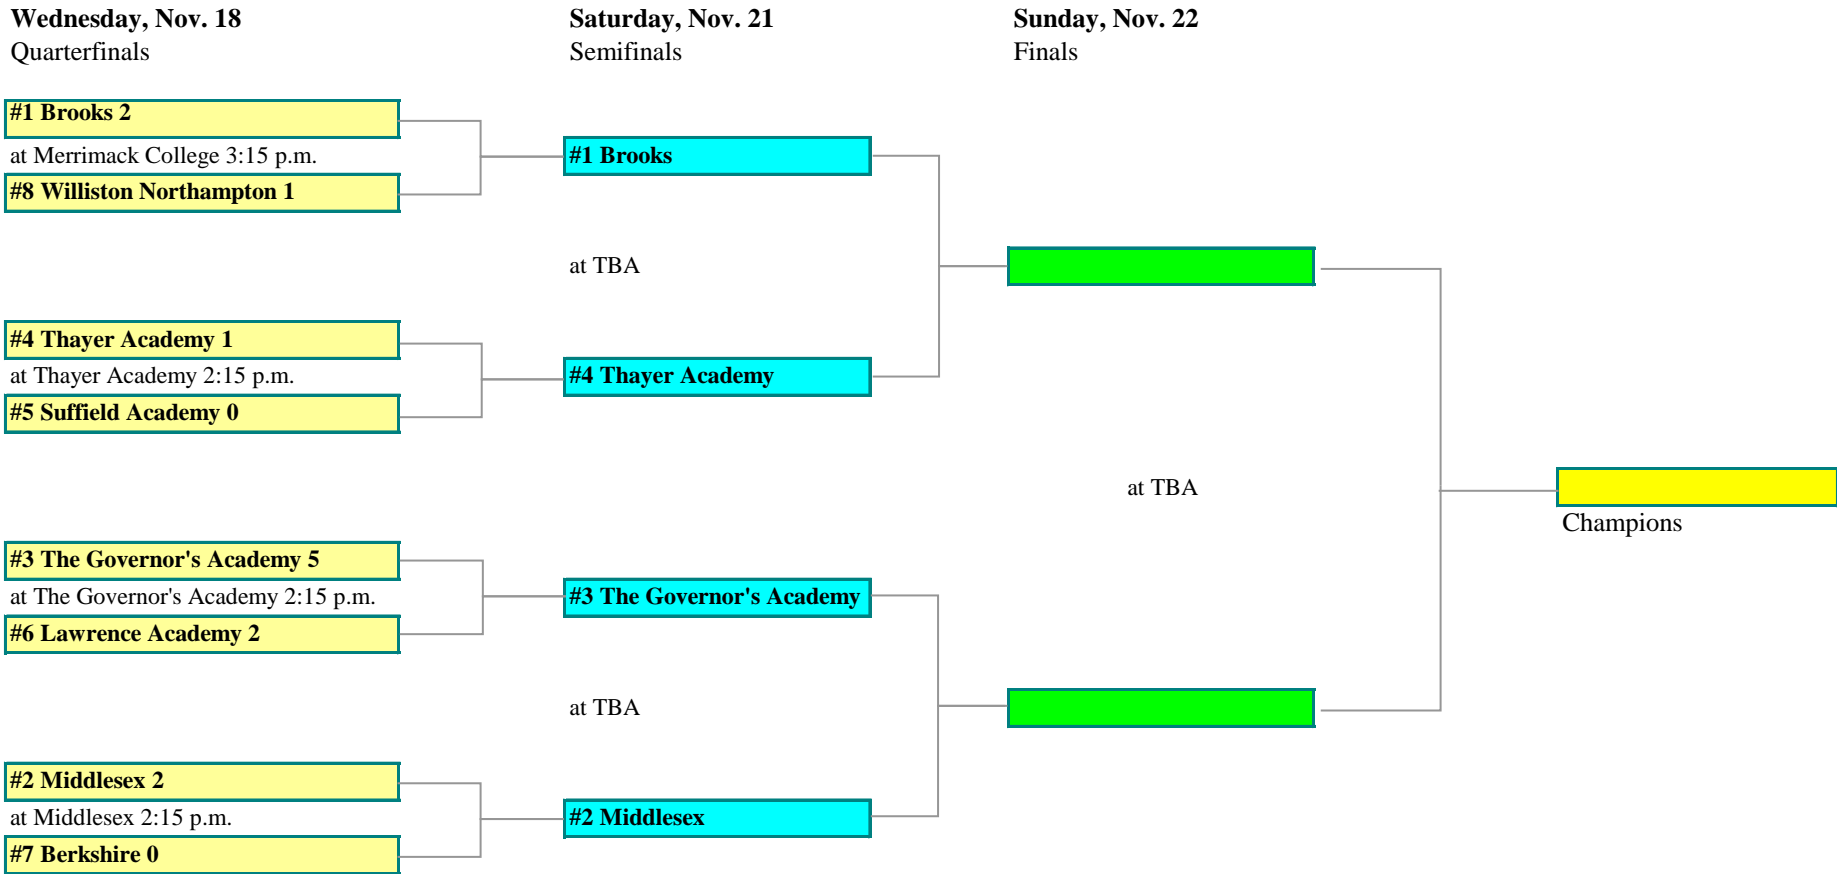 Wednesday, Nov. 18
Quarterfinals
Saturday, Nov. 21
Semifinals
Sunday, Nov. 22
Finals
#1 Brooks 2
at Merrimack College 3:15 p.m.
#8 Williston Northampton 1
#1 Brooks
at TBA
#4 Thayer Academy 1
at Thayer Academy 2:15 p.m.
#5 Suffield Academy 0
#4 Thayer Academy
at TBA
Champions
#3 The Governor's Academy 5
at The Governor's Academy 2:15 p.m.
#6 Lawrence Academy 2
#3 The Governor's Academy
at TBA
#2 Middlesex 2
at Middlesex 2:15 p.m.
#7 Berkshire 0
#2 Middlesex